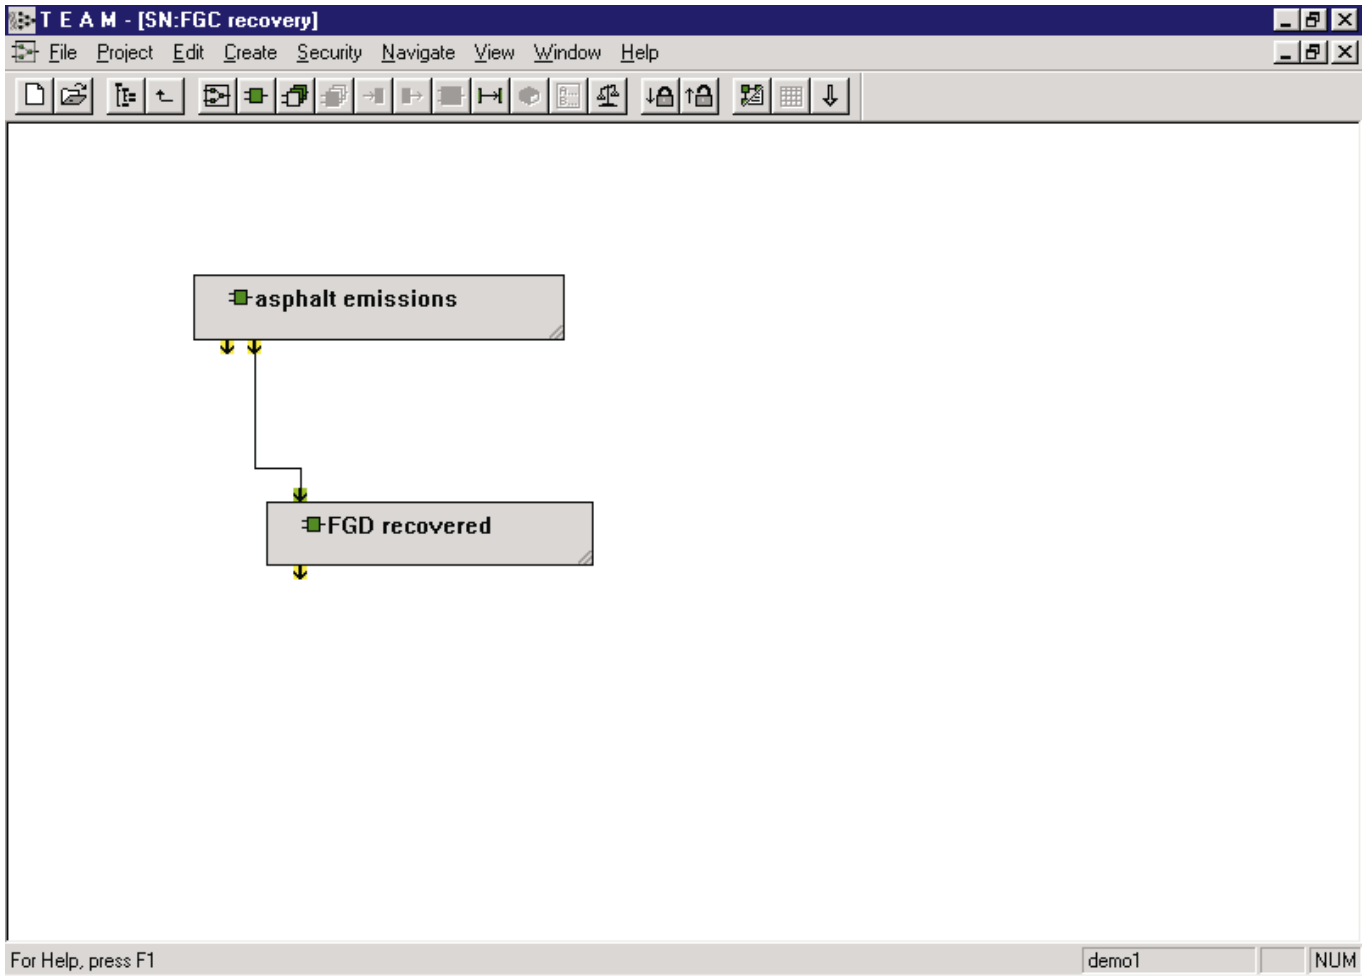 T E A M - [SN:FGC recovery]
File Project Edit Create Security Navigate View Window Help
asphalt emissions
FGD recovered
For Help, press F1 demo1 NUM